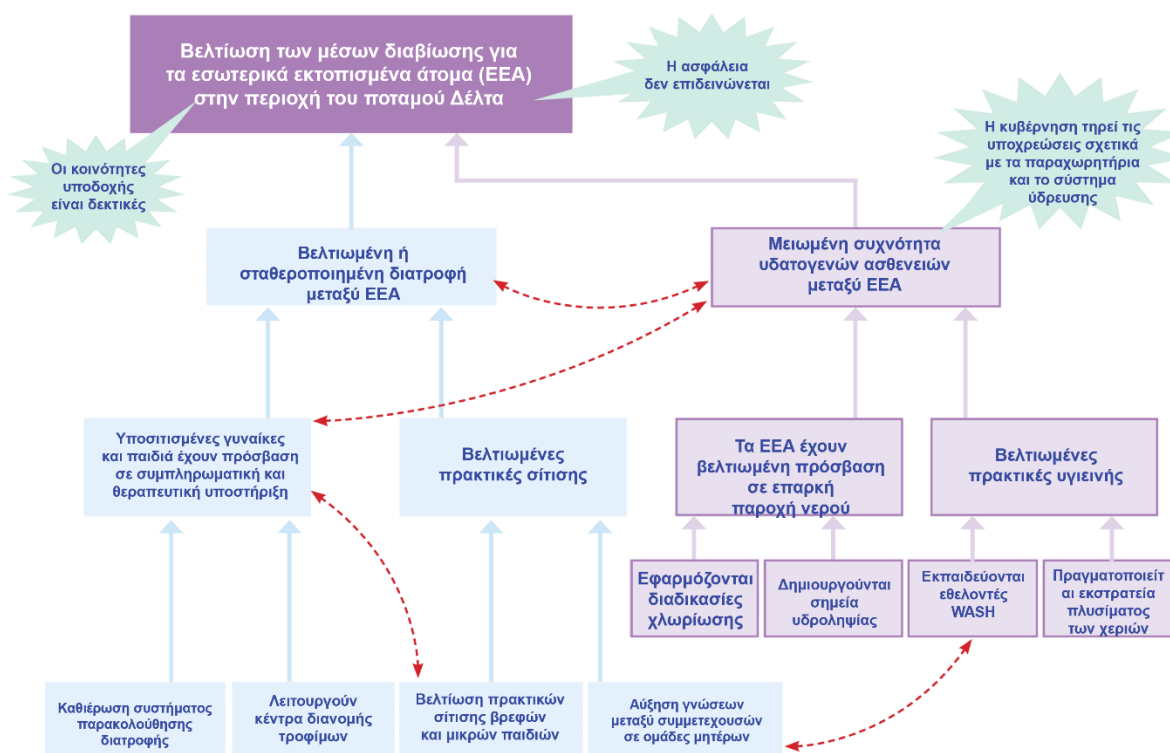 Βελτίωση των μέσων διαβίωσης για
τα εσωτερικά εκτοπισμένα άτομα (ΕΕΑ)
στην περιοχή του ποταμού Δέλτα
Η ασφάλεια
δεν επιδεινώνεται
Οι κοινότητες
υποδοχής
είναι δεκτικές
Η κυβέρνηση τηρεί τις
υποχρεώσεις σχετικά
με τα παραχωρητήρια
και το σύστημα
ύδρευσης
Βελτιωμένη ή
σταθεροποιημένη διατροφή
μεταξύ ΕΕΑ
Μειωμένη συχνότητα
υδατογενών ασθενειών
μεταξύ ΕΕΑ
Υποσιτισμένες γυναίκες
και παιδιά έχουν πρόσβαση
σε συμπληρωματική και
θεραπευτική υποστήριξη
Βελτιωμένες
πρακτικές σίτισης
Τα ΕΕΑ έχουν
βελτιωμένη πρόσβαση
σε επαρκή
παροχή νερού
Βελτιωμένες
πρακτικές υγιεινής
Εφαρμόζονται
διαδικασίες
χλωρίωσης
Δημιουργούνται
σημεία
υδροληψίας
Εκπαιδεύονται
εθελοντές
WASH
Πραγματοποιείτ
αι εκστρατεία
πλυσίματος
των χεριών
Καθιέρωση συστήματος
παρακολούθησης
διατροφής
Λειτουργούν
κέντρα διανομής
τροφίμων
Βελτίωση πρακτικών
σίτισης βρεφών
και μικρών παιδιών
Αύξηση γνώσεων
μεταξύ συμμετεχουσών
σε ομάδες μητέρων